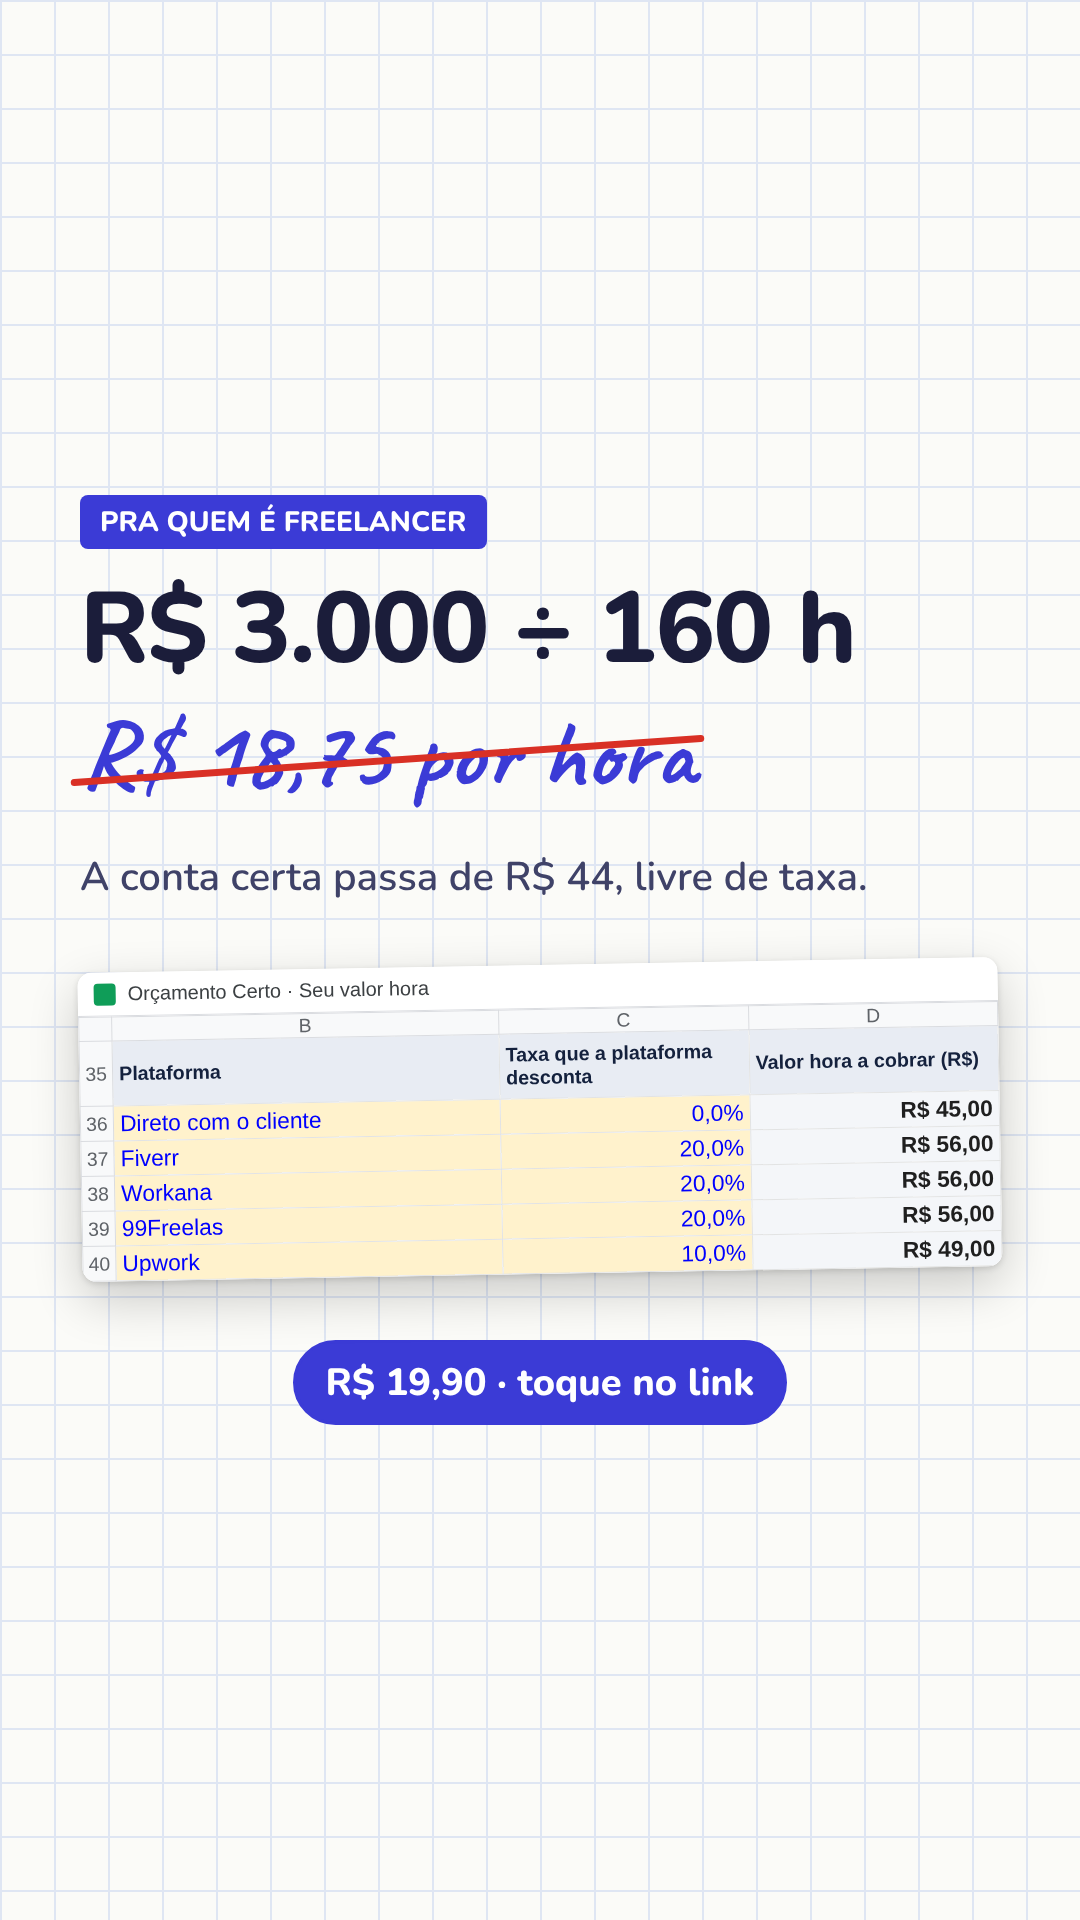 PRA QUEM É FREELANCER
R$ 3.000 ÷ 160 h
R$ 18,75 por hora
A conta certa passa de R$ 44, livre de taxa.
Orçamento Certo · Seu valor hora
B C D
35 Plataforma Taxa que a plataforma desconta Valor hora a cobrar (R$)
36 Direto com o cliente 0,0% R$ 45,00
37 Fiverr 20,0% R$ 56,00
38 Workana 20,0% R$ 56,00
39 99Freelas 20,0% R$ 56,00
40 Upwork 10,0% R$ 49,00
R$ 19,90 · toque no link